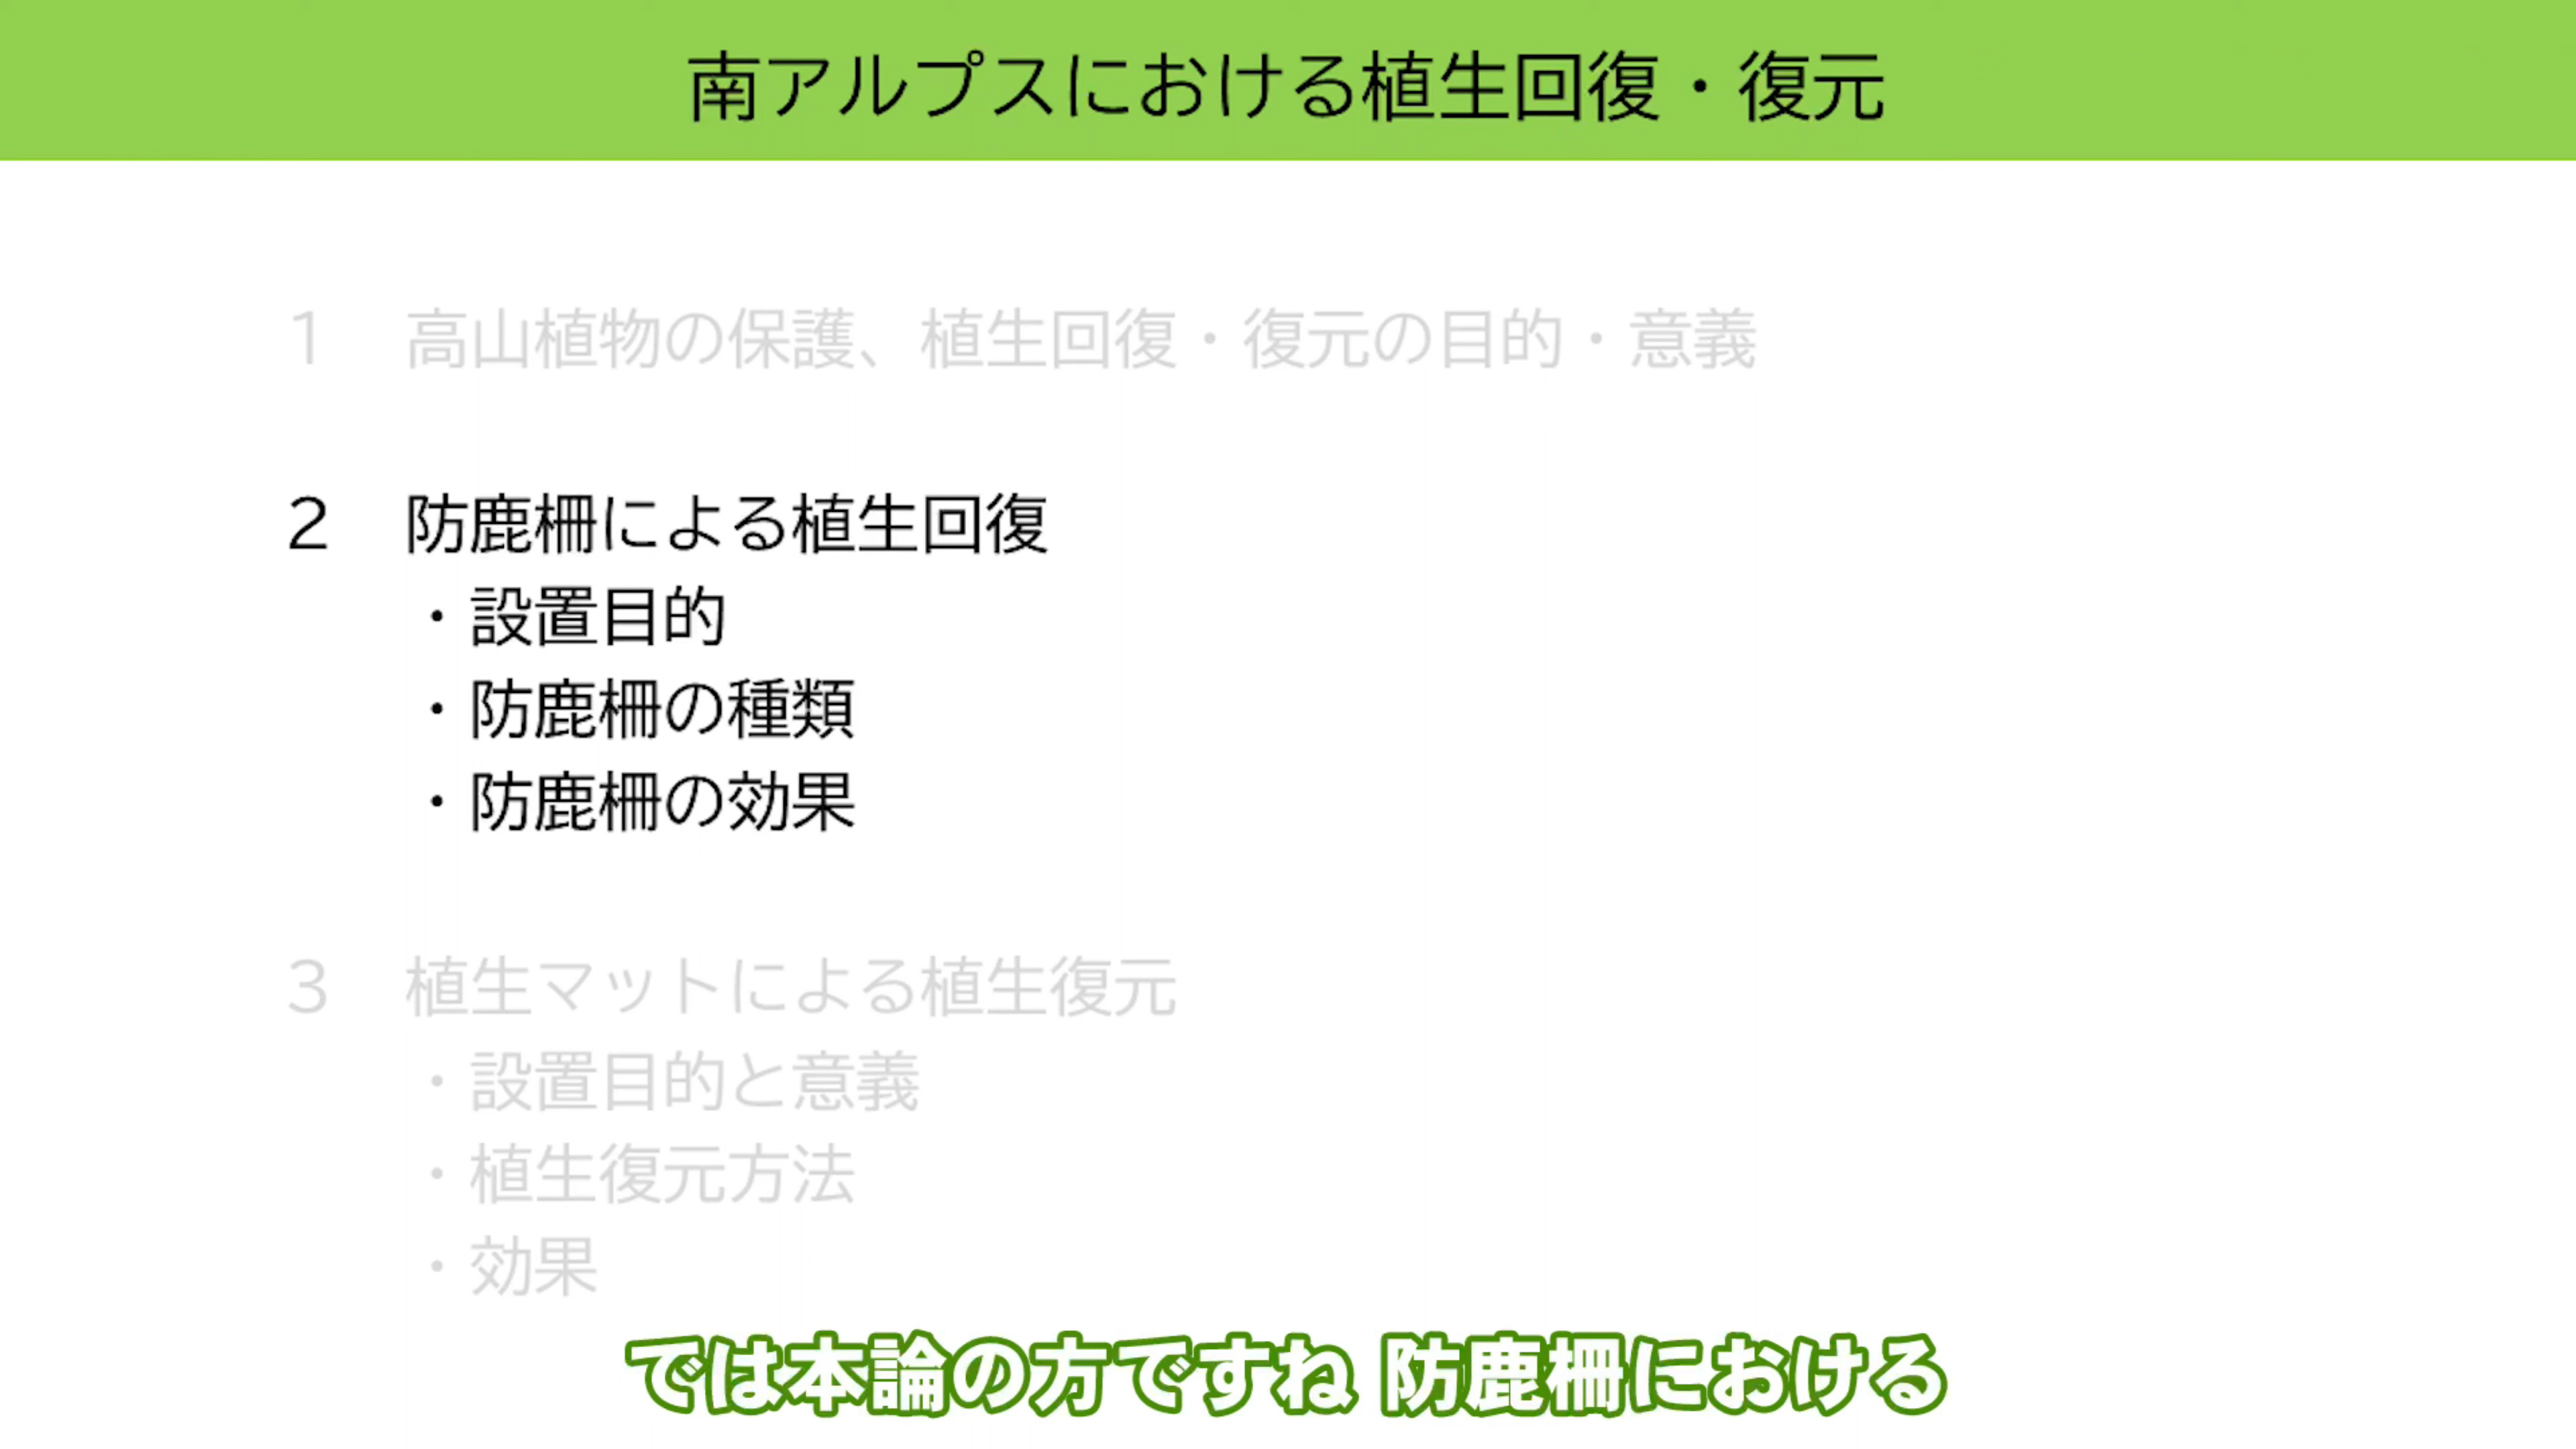 南アルプスにおける植生回復・復元
１　高山植物の保護、植生回復・復元の目的・意義
２　防鹿柵による植生回復
・設置目的
・防鹿柵の種類
・防鹿柵の効果
３　植生マットによる植生復元
・設置目的と意義
・植生復元方法
・効果
では本論の方ですね 防鹿柵における